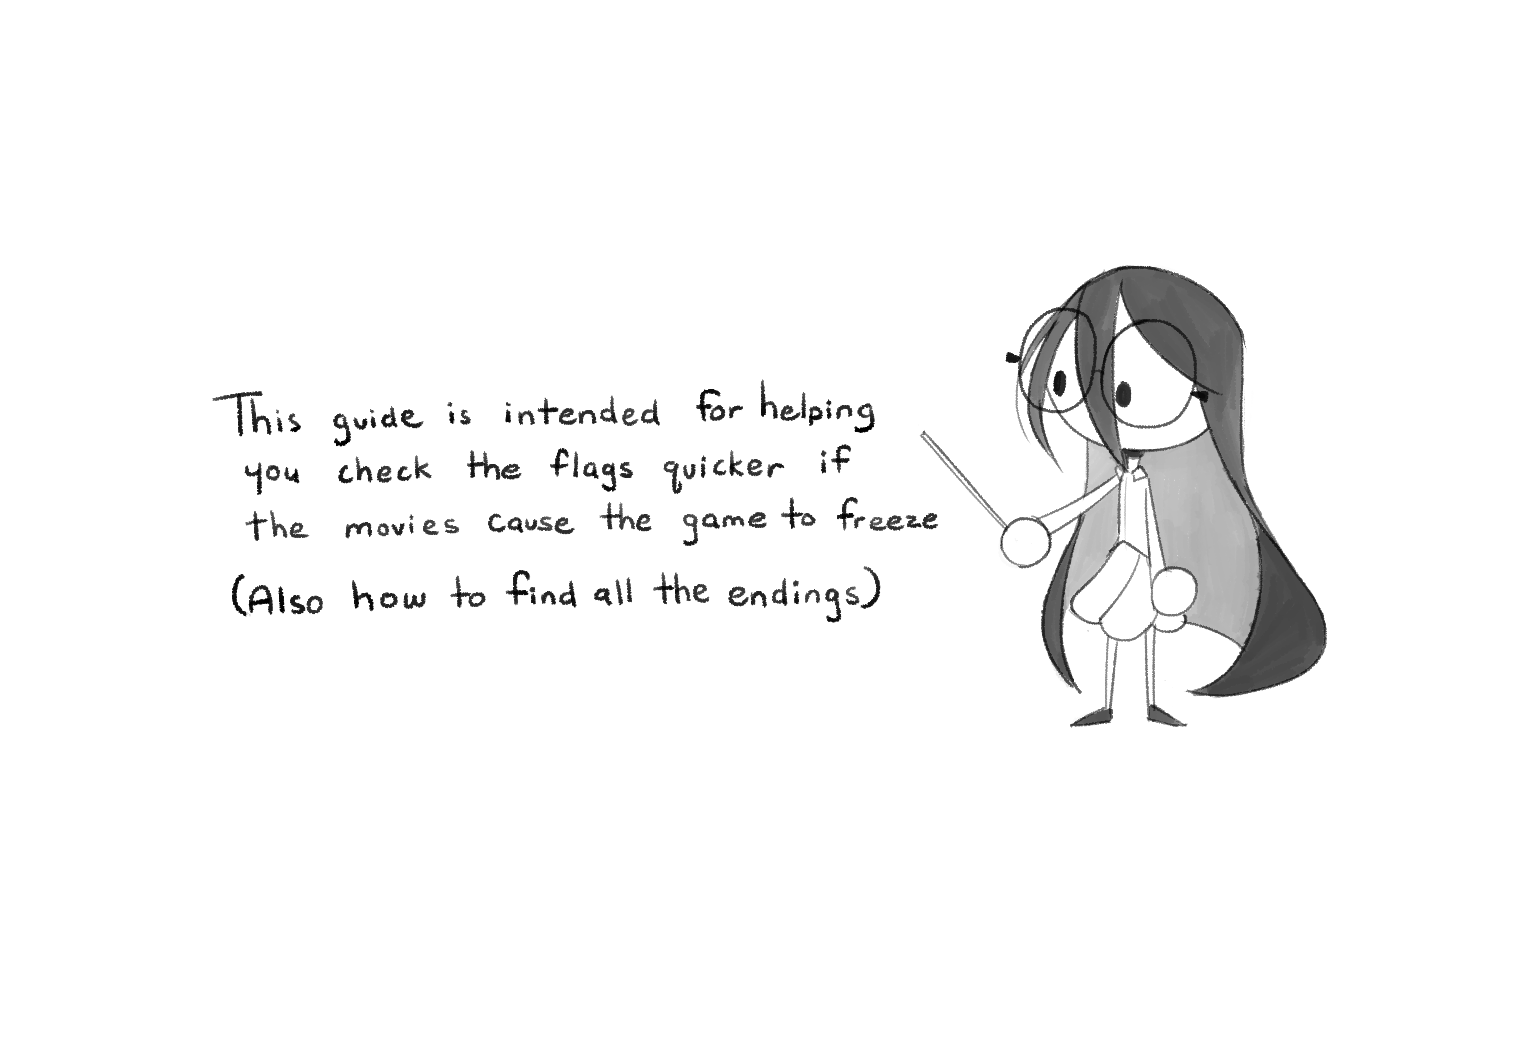 This guide is intended for helping
you check the flags quicker if
the movies cause the game to freeze
(Also how to find all the endings)